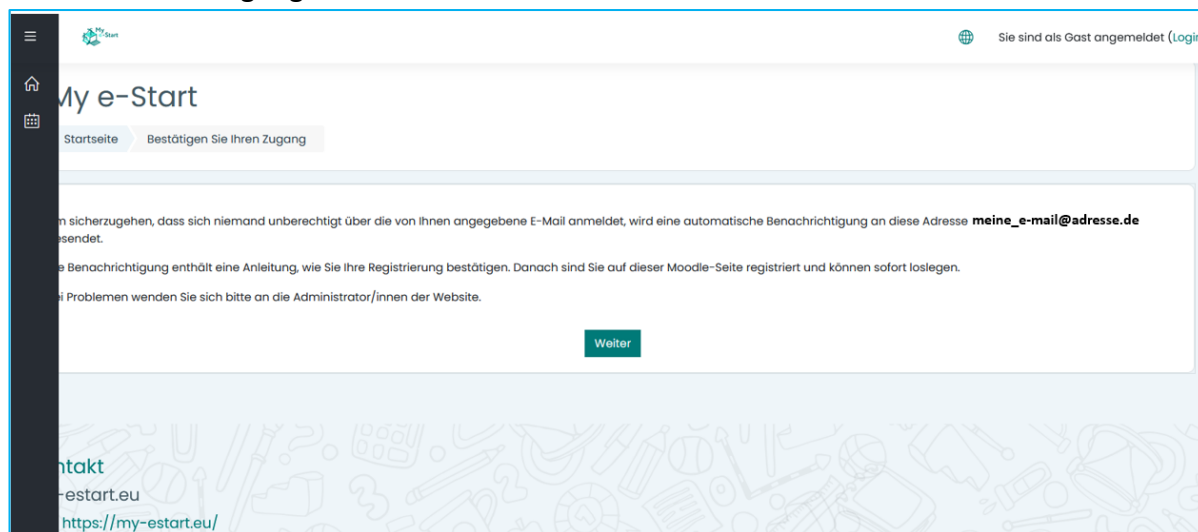 My e-Start
Sie sind als Gast angemeldet (Login
My e-Start
Startseite Bestätigen Sie Ihren Zugang
sicherzugehen, dass sich niemand unberechtigt über die von Ihnen angegebene E-Mail anmeldet, wird eine automatische Benachrichtigung an diese Adresse meine_e-mail@adresse.de
esendet.
e Benachrichtigung enthält eine Anleitung, wie Sie Ihre Registrierung bestätigen. Danach sind Sie auf dieser Moodle-Seite registriert und können sofort loslegen.
ei Problemen wenden Sie sich bitte an die Administrator/innen der Website.
Weiter
ntakt
-estart.eu
https://my-estart.eu/